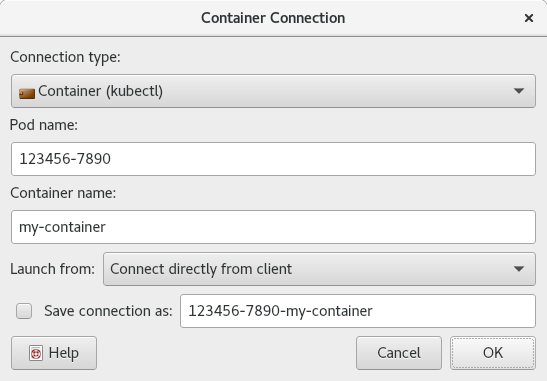 Container Connection
Connection type:
Container (kubectl)
Pod name:
123456-7890
Container name:
my-container
Launch from: Connect directly from client
Save connection as: 123456-7890-my-container
Help Cancel OK